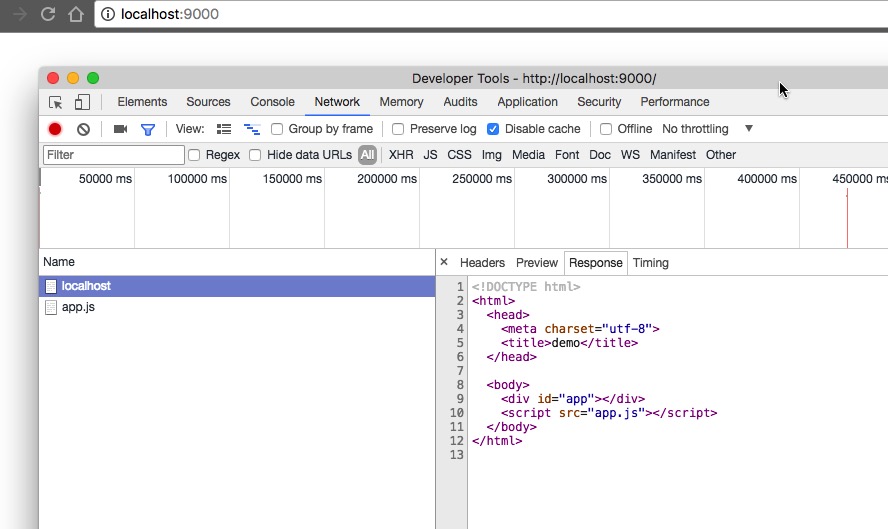 localhost:9000
Developer Tools - http://localhost:9000/
Elements Sources Console Network Memory Audits Application Security Performance
View: Group by frame Preserve log Disable cache Offline No throttling
Filter Regex Hide data URLs All XHR JS CSS Img Media Font Doc WS Manifest Other
50000 ms 100000 ms 150000 ms 200000 ms 250000 ms 300000 ms 350000 ms 400000 ms 450000 ms
Name × Headers Preview Response Timing
localhost
app.js
1 <!DOCTYPE html>
2 <html>
3 <head>
4 <meta charset="utf-8">
5 <title>demo</title>
6 </head>
7
8 <body>
9 <div id="app"></div>
10 <script src="app.js"></script>
11 </body>
12 </html>
13